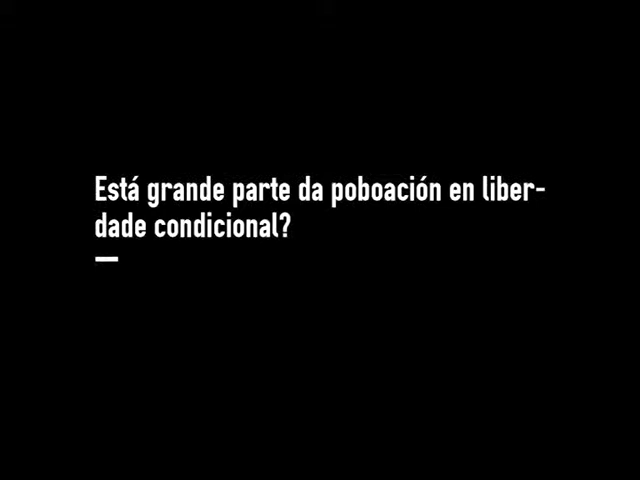 Está grande parte da poboación en liber-
dade condicional?